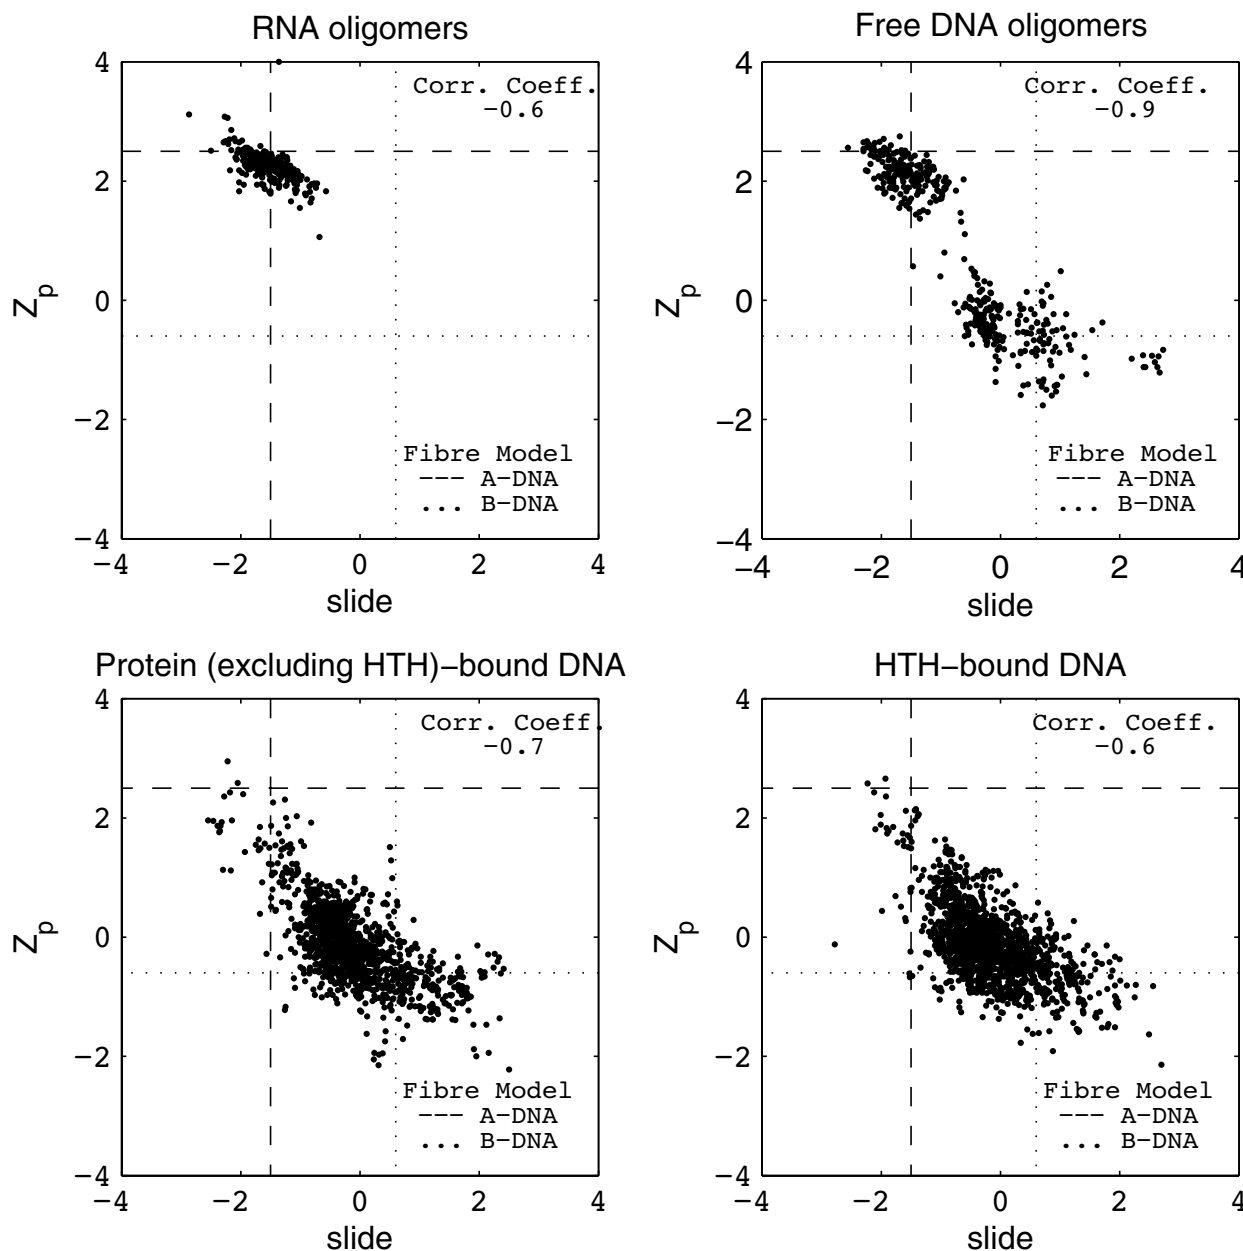 RNA oligomers
4
2
0
−2
−4
Zp
Corr. Coeff.
−0.6
Fibre Model
−−− A−DNA
... B−DNA
−4 −2 0 2 4
slide
Free DNA oligomers
4
2
0
−2
−4
Zp
Corr. Coeff.
−0.9
Fibre Model
−−− A−DNA
... B−DNA
−4 −2 0 2 4
slide
Protein (excluding HTH)−bound DNA
4
2
0
−2
−4
Zp
Corr. Coeff.
−0.7
Fibre Model
−−− A−DNA
... B−DNA
−4 −2 0 2 4
slide
HTH−bound DNA
4
2
0
−2
−4
Zp
Corr. Coeff.
−0.6
Fibre Model
−−− A−DNA
... B−DNA
−4 −2 0 2 4
slide